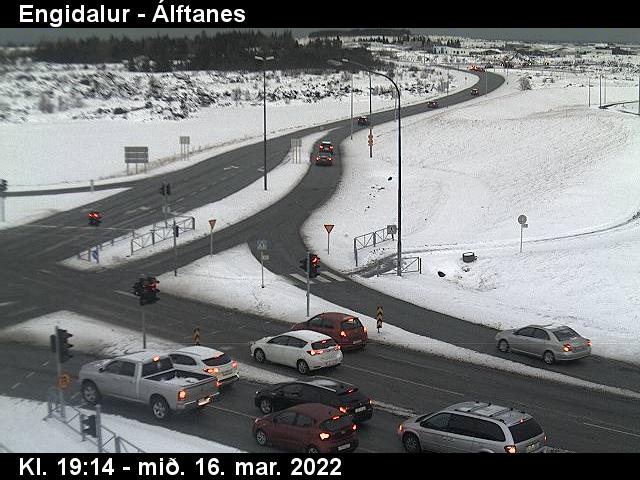 Engidalur - Álftanes
Kl. 19:14 - mið. 16. mar. 2022